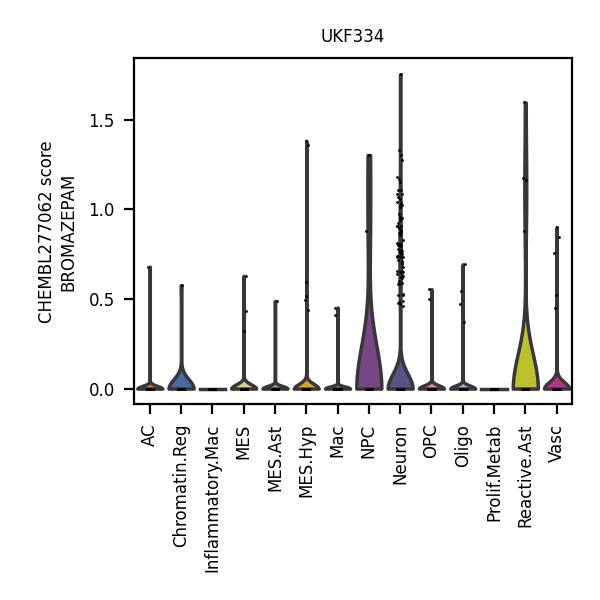 UKF334
CHEMBL277062 score
BROMAZEPAM
1.5
1.0
0.5
0.0
AC
Chromatin.Reg
Inflammatory.Mac
MES
MES.Ast
MES.Hyp
Mac
NPC
Neuron
OPC
Oligo
Prolif.Metab
Reactive.Ast
Vasc